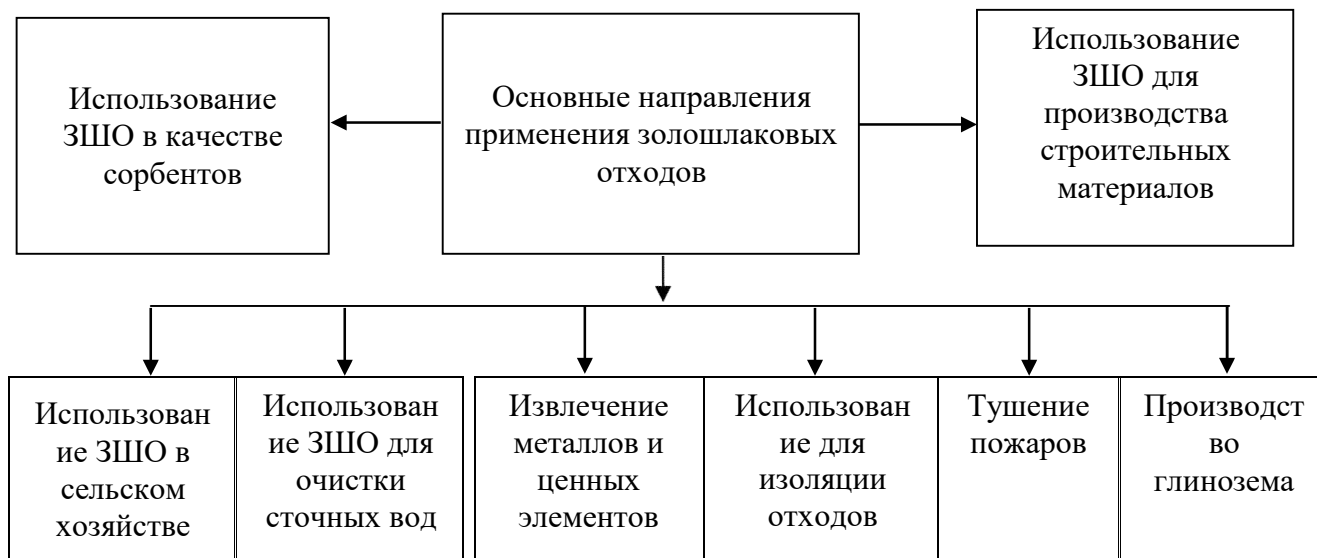 Использование
ЗШО в качестве
сорбентов
Основные направления
применения золошлаковых
отходов
Использование
ЗШО для
производства
строительных
материалов
Использован
ие ЗШО в
сельском
хозяйстве
Использован
ие ЗШО для
очистки
сточных вод
Извлечение
металлов и
ценных
элементов
Использован
ие для
изоляции
отходов
Тушение
пожаров
Производст
во
глинозема